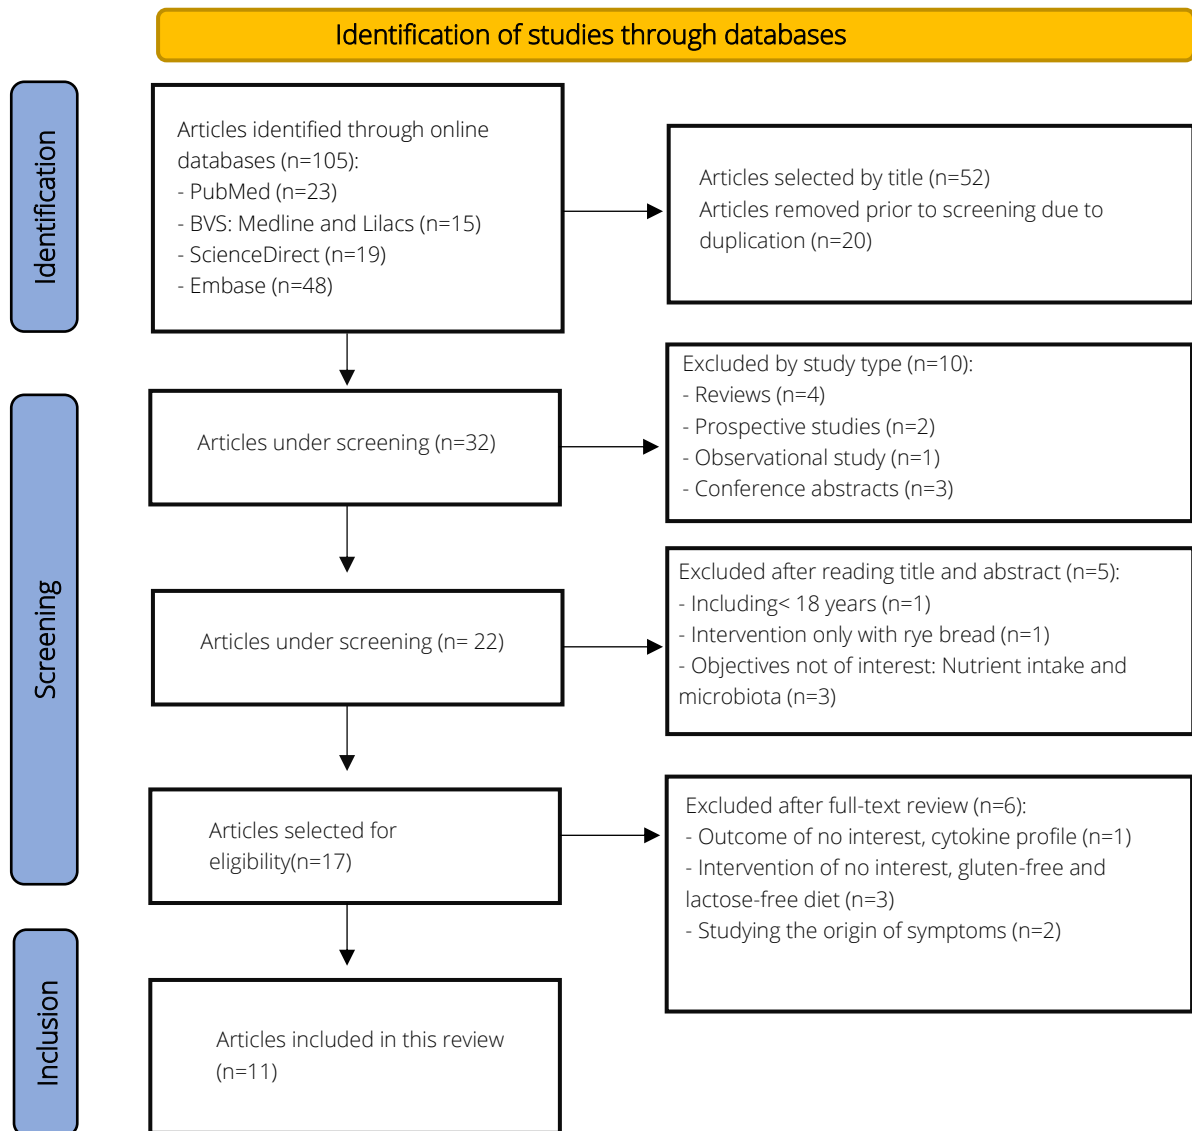 Identification of studies through databases
Identification
Articles identified through online
databases (n=105):
- PubMed (n=23)
- BVS: Medline and Lilacs (n=15)
- ScienceDirect (n=19)
- Embase (n=48)
Articles selected by title (n=52)
Articles removed prior to screening due to
duplication (n=20)
Screening
Articles under screening (n=32)
Excluded by study type (n=10):
- Reviews (n=4)
- Prospective studies (n=2)
- Observational study (n=1)
- Conference abstracts (n=3)
Articles under screening (n= 22)
Excluded after reading title and abstract (n=5):
- Including< 18 years (n=1)
- Intervention only with rye bread (n=1)
- Objectives not of interest: Nutrient intake and
microbiota (n=3)
Articles selected for
eligibility(n=17)
Excluded after full-text review (n=6):
- Outcome of no interest, cytokine profile (n=1)
- Intervention of no interest, gluten-free and
lactose-free diet (n=3)
- Studying the origin of symptoms (n=2)
Inclusion
Articles included in this review
(n=11)